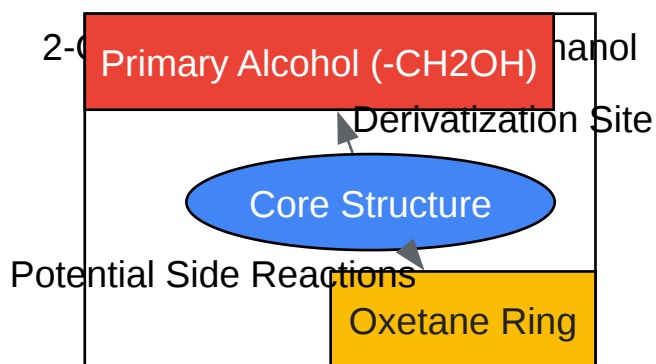 Primary Alcohol (-CH2OH)
Derivatization Site
Core Structure
Potential Side Reactions
Oxetane Ring